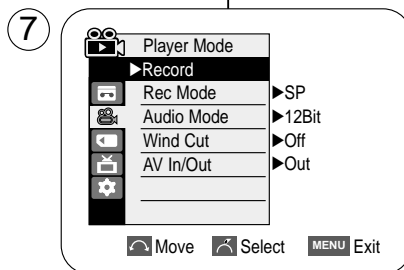 7
Player Mode
▶Record
Rec Mode ▶SP
Audio Mode ▶12Bit
Wind Cut ▶Off
AV In/Out ▶Out
Move Select MENU Exit